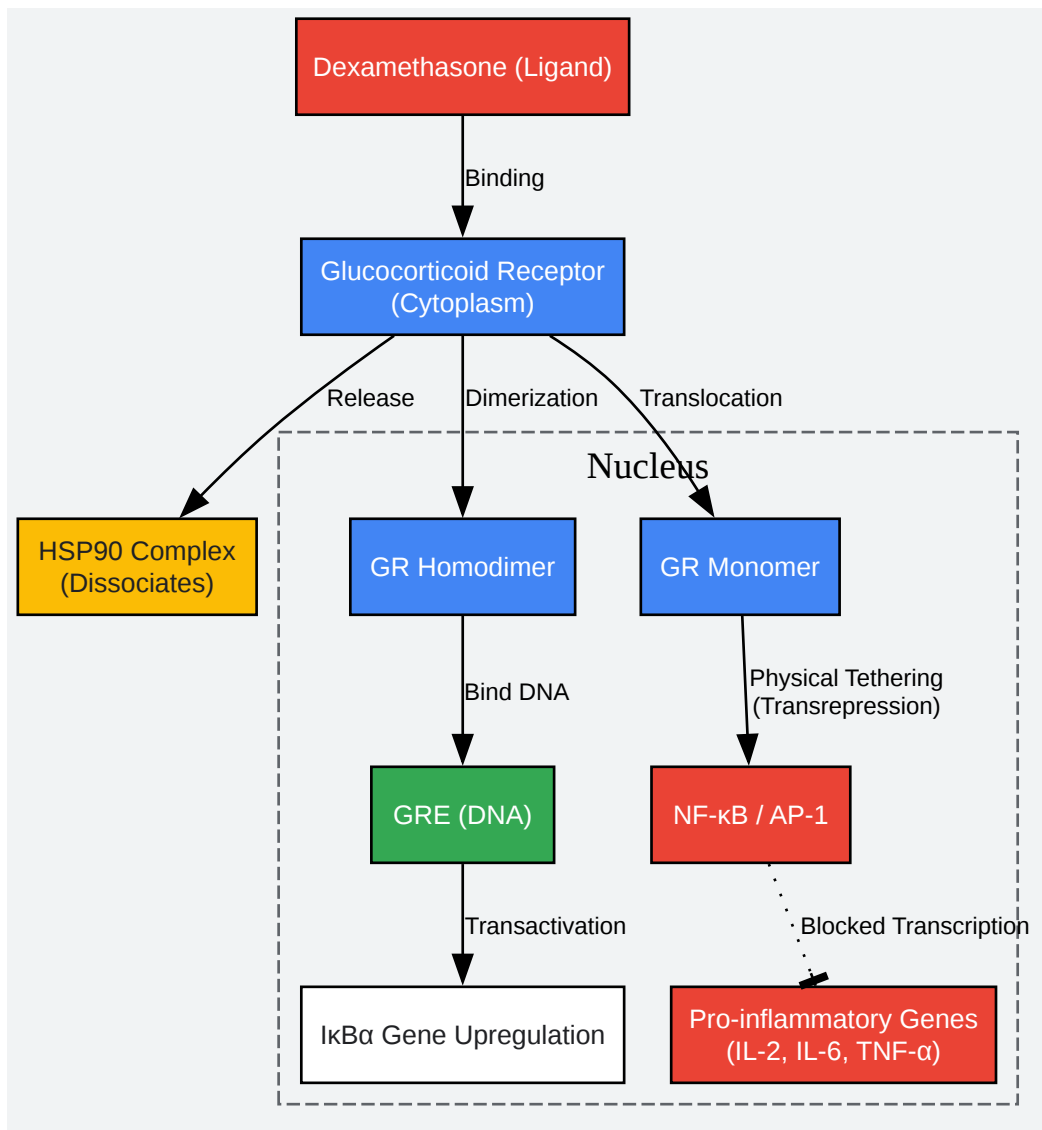 Dexamethasone (Ligand)
Binding
Glucocorticoid Receptor
(Cytoplasm)
Release
Dimerization
Translocation
Nucleus
HSP90 Complex
(Dissociates)
GR Homodimer
GR Monomer
Bind DNA
Physical Tethering
(Transrepression)
GRE (DNA)
NF-κB / AP-1
Transactivation
Blocked Transcription
IκBα Gene Upregulation
Pro-inflammatory Genes
(IL-2, IL-6, TNF-α)